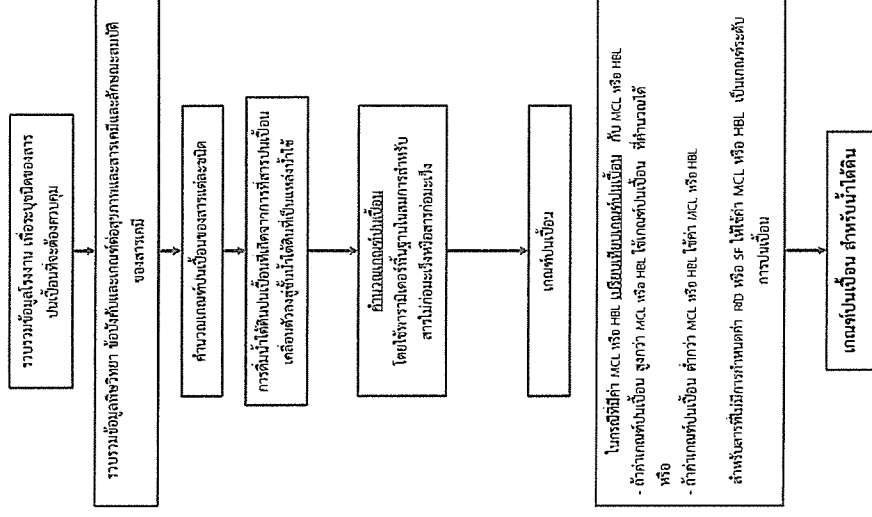 รวบรวมข้อมูลโรงงาน เพื่อระบุชนิดของสาร
ปนเปื้อนที่จะต้องควบคุม
รวบรวมข้อมูลพิษวิทยา ข้อบังคับและเกณฑ์ต่อสุขภาพและสารเคมีและลักษณะสมบัติ
ของสารเคมี
คำนวณเกณฑ์ปนเปื้อนของสารแต่ละชนิด
การดื่มน้ำใต้ดินปนเปื้อนที่เกิดจากการที่สารปนเปื้อน
เคลื่อนตัวลงสู่ชั้นน้ำใต้ดินที่เป็นแหล่งน้ำใช้
คำนวณเกณฑ์ปนเปื้อน
โดยใช้พารามิเตอร์พื้นฐานในสมการสำหรับ
สารไม่ก่อมะเร็งหรือสารก่อมะเร็ง
เกณฑ์ปนเปื้อน
ในกรณีที่มีค่า MCL หรือ HBL เปรียบเทียบเกณฑ์ปนเปื้อน กับ MCL หรือ HBL
- ถ้าค่าเกณฑ์ปนเปื้อน สูงกว่า MCL หรือ HBL ใช้เกณฑ์ปนเปื้อน ที่คำนวณได้
หรือ
- ถ้าค่าเกณฑ์ปนเปื้อน ต่ำกว่า MCL หรือ HBL ใช้ค่า MCL หรือ HBL
สำหรับสารที่ไม่มีการกำหนดค่า RfD หรือ SF ให้ใช้ค่า MCL หรือ HBL เป็นเกณฑ์ระดับ
การปนเปื้อน
เกณฑ์ปนเปื้อน สำหรับน้ำใต้ดิน